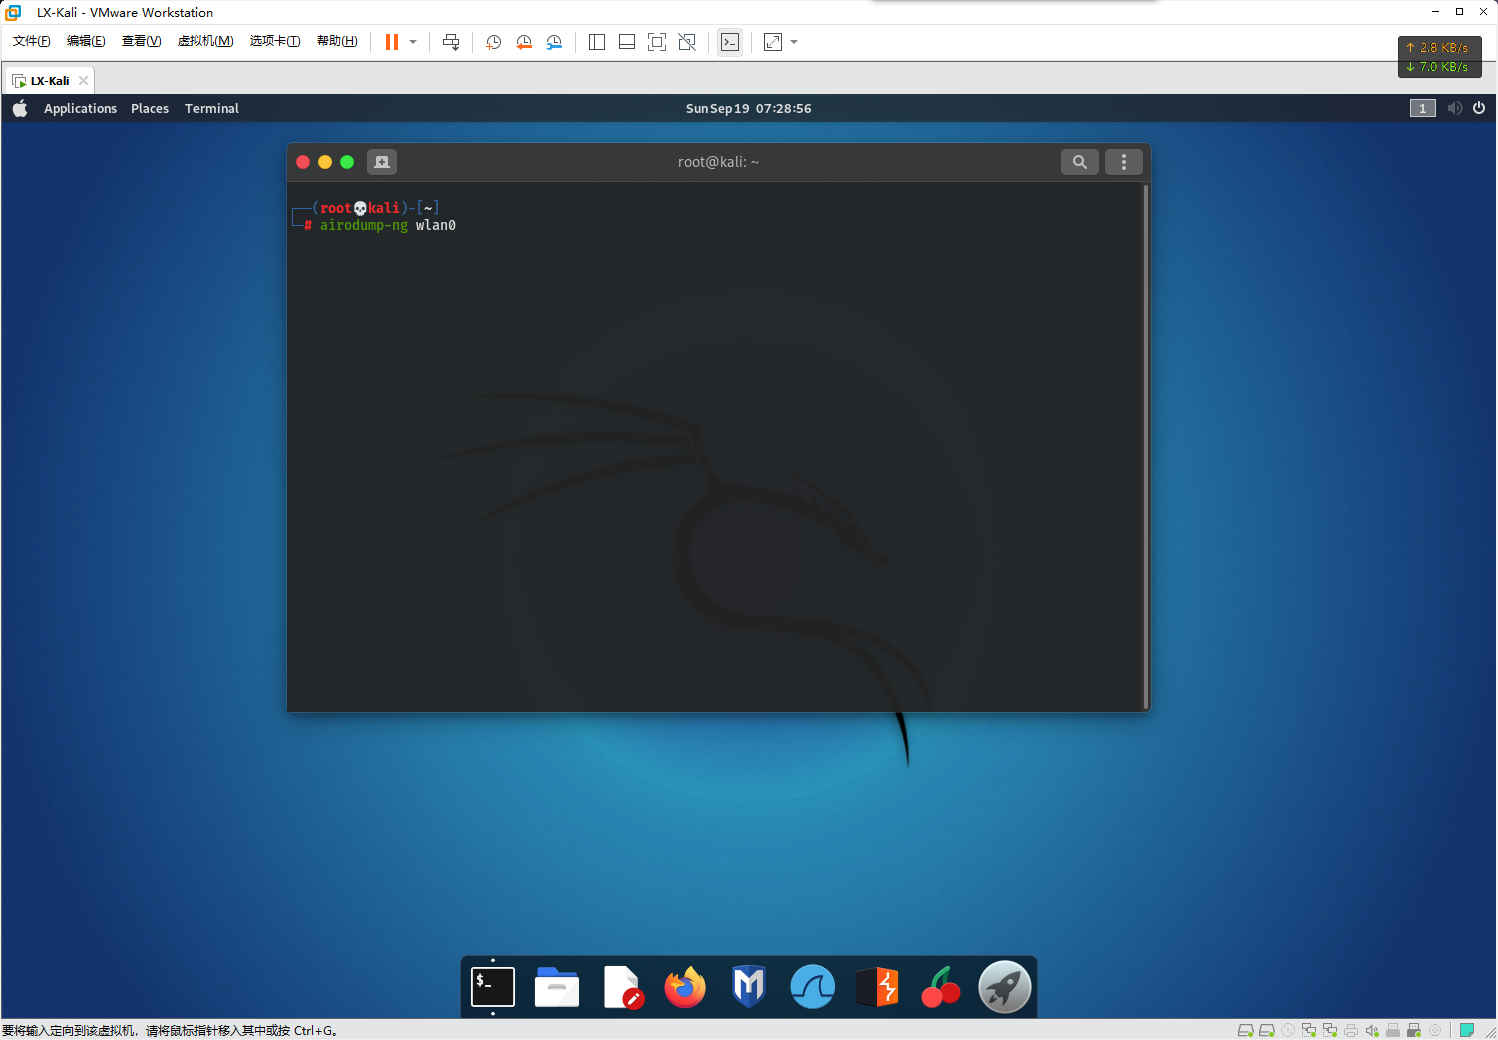 LX-Kali - VMware Workstation
文件(F) 编辑(E) 查看(V) 虚拟机(M) 选项卡(T) 帮助(H)
↑ 2.8 KB/s
↓ 7.0 KB/s
LX-Kali
Applications Places Terminal Sun Sep 19 07:28:56 1
root@kali: ~
┌──(root💀kali)-[~]
└─# airodump-ng wlan0
$_
要将输入定向到该虚拟机，请将鼠标指针移入其中或按 Ctrl+G。